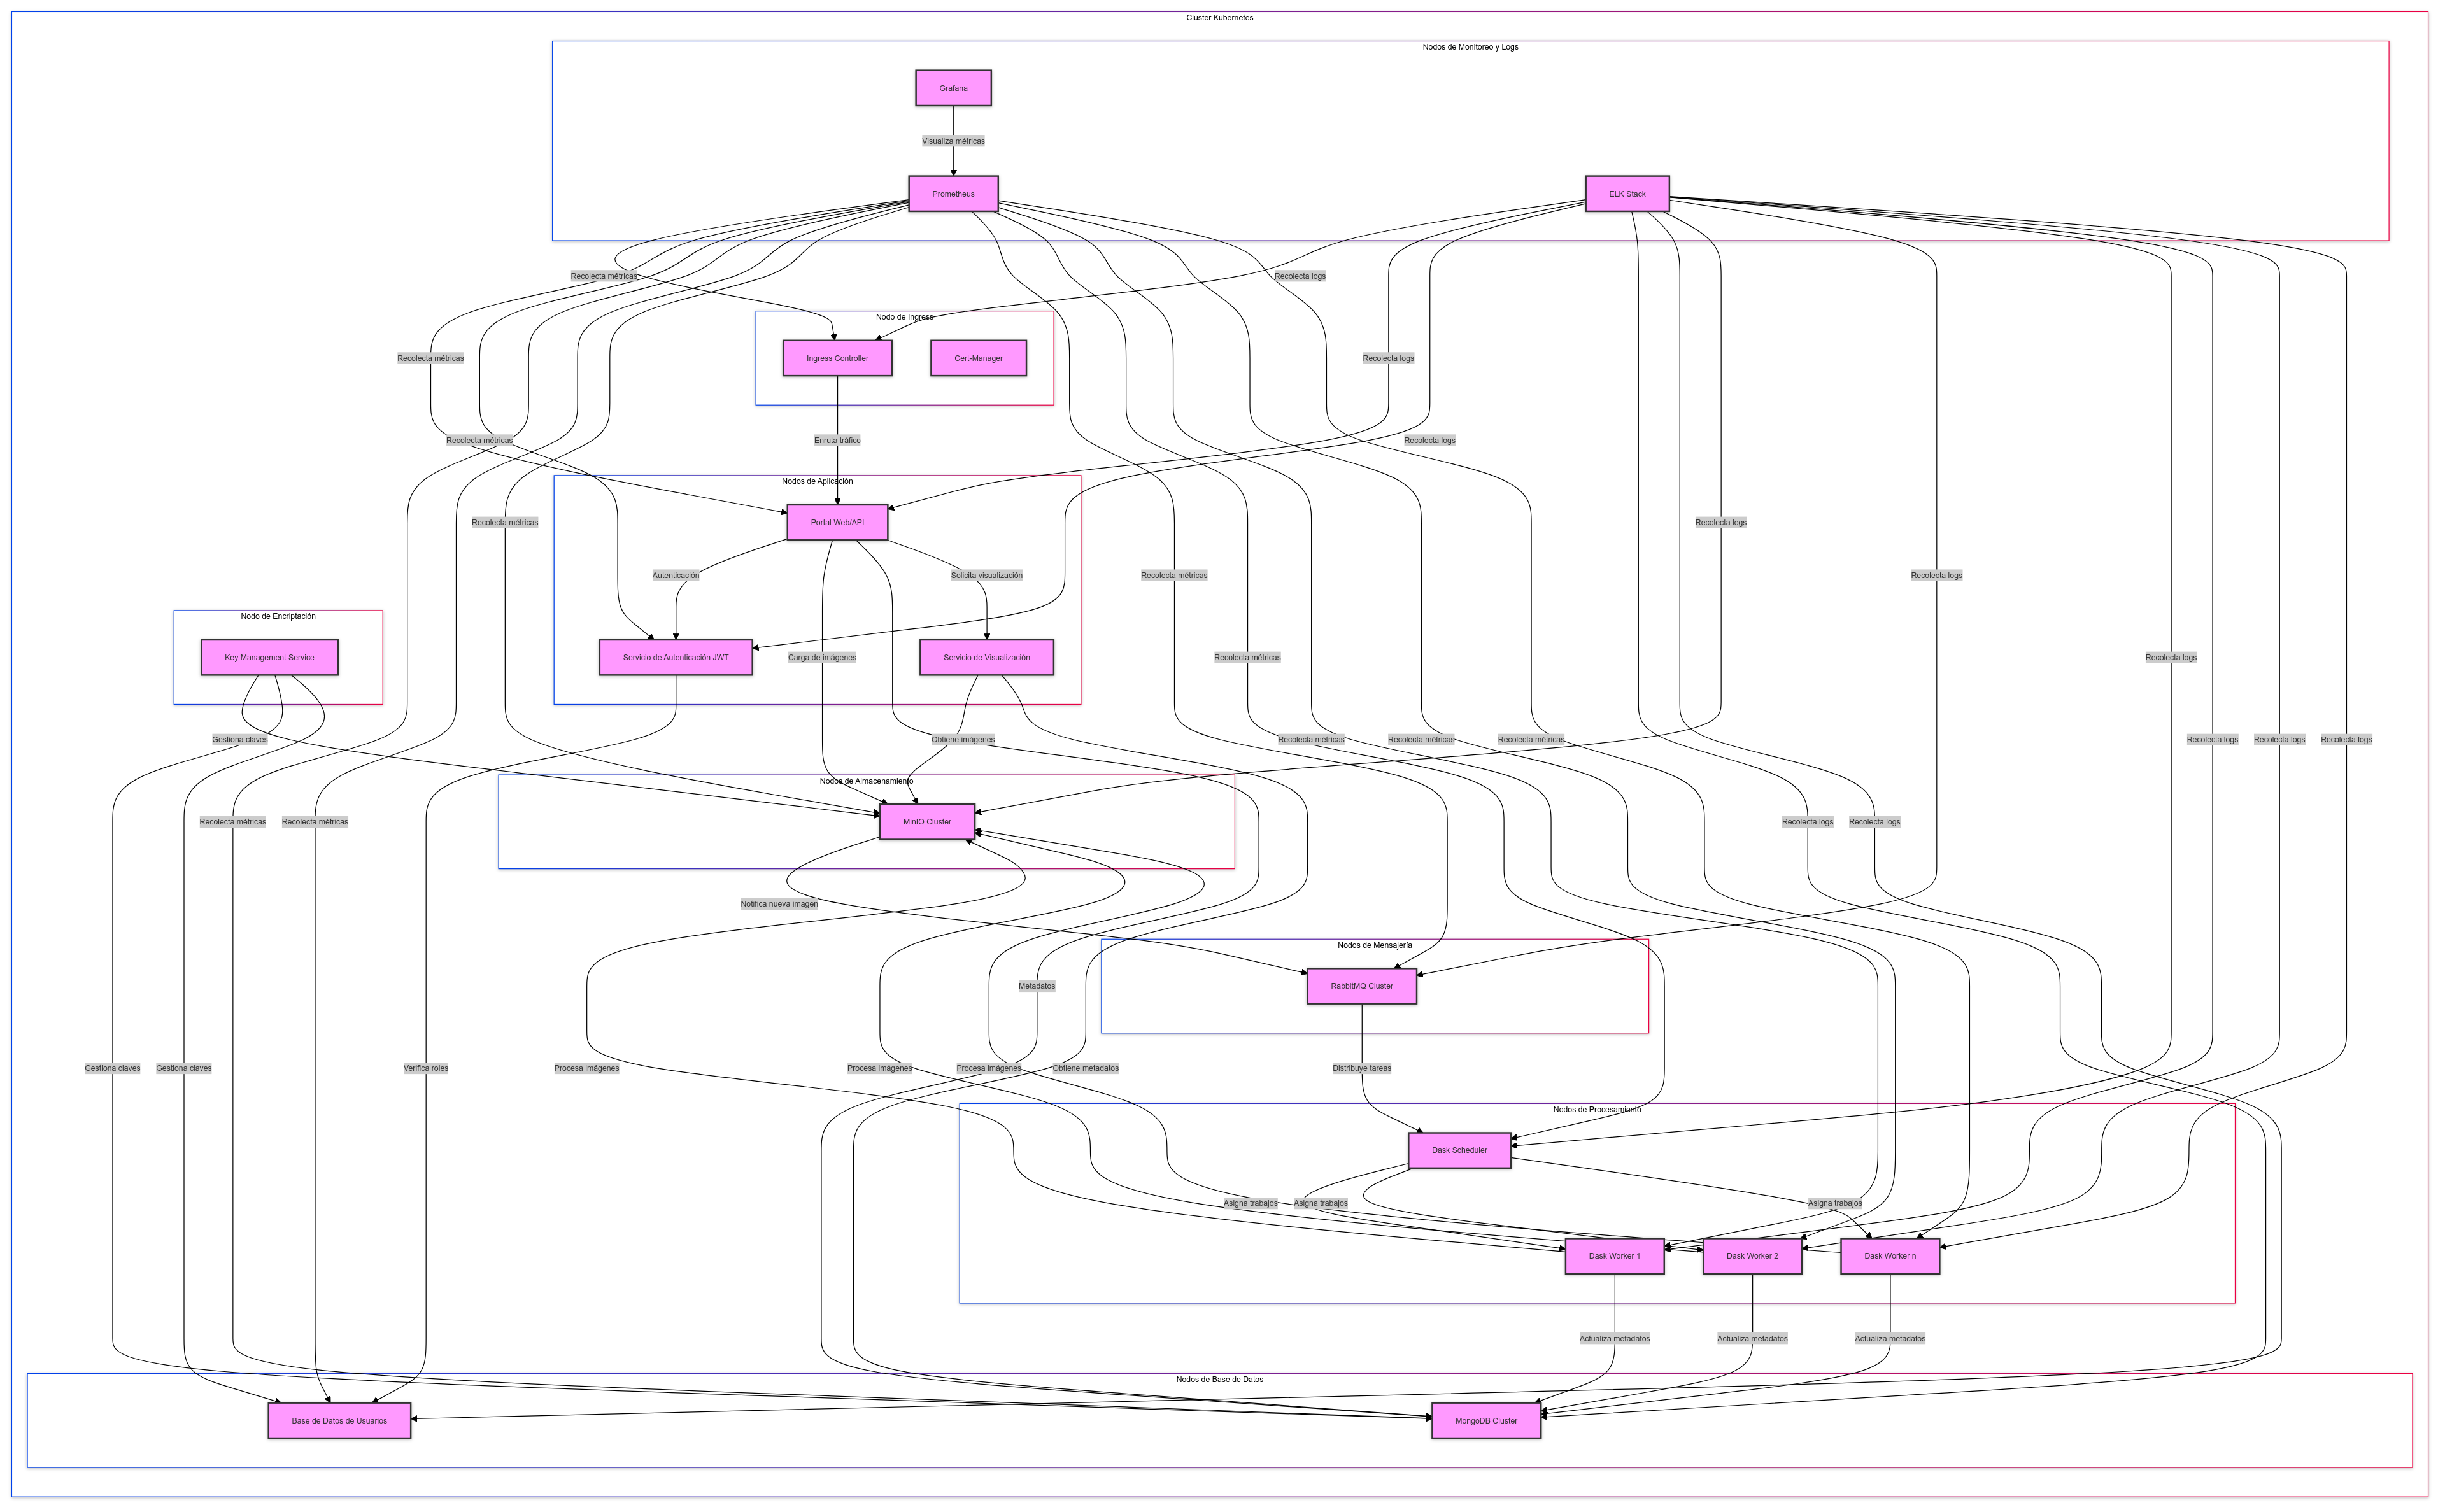 Cluster Kubernetes
Nodos de Monitoreo y Logs
Grafana
Visualiza métricas
Prometheus
ELK Stack
Recolecta métricas
Recolecta logs
Nodo de Ingress
Ingress Controller
Cert-Manager
Recolecta métricas
Recolecta logs
Recolecta métricas
Enruta tráfico
Recolecta logs
Nodos de Aplicación
Portal Web/API
Recolecta métricas
Recolecta logs
Autenticación
Solicita visualización
Recolecta métricas
Recolecta logs
Nodo de Encriptación
Key Management Service
Servicio de Autenticación JWT
Carga de imágenes
Servicio de Visualización
Recolecta métricas
Recolecta logs
Gestiona claves
Obtiene imágenes
Recolecta métricas
Recolecta métricas
Recolecta métricas
Recolecta logs
Recolecta logs
Recolecta logs
Nodos de Almacenamiento
Recolecta métricas
Recolecta métricas
MinIO Cluster
Recolecta logs
Recolecta logs
Notifica nueva imagen
Nodos de Mensajería
Metadatos
RabbitMQ Cluster
Gestiona claves
Gestiona claves
Verifica roles
Procesa imágenes
Procesa imágenes
Procesa imágenes
Obtiene metadatos
Distribuye tareas
Nodos de Procesamiento
Dask Scheduler
Asigna trabajos
Asigna trabajos
Asigna trabajos
Dask Worker 1
Dask Worker 2
Dask Worker n
Actualiza metadatos
Actualiza metadatos
Actualiza metadatos
Nodos de Base de Datos
Base de Datos de Usuarios
MongoDB Cluster